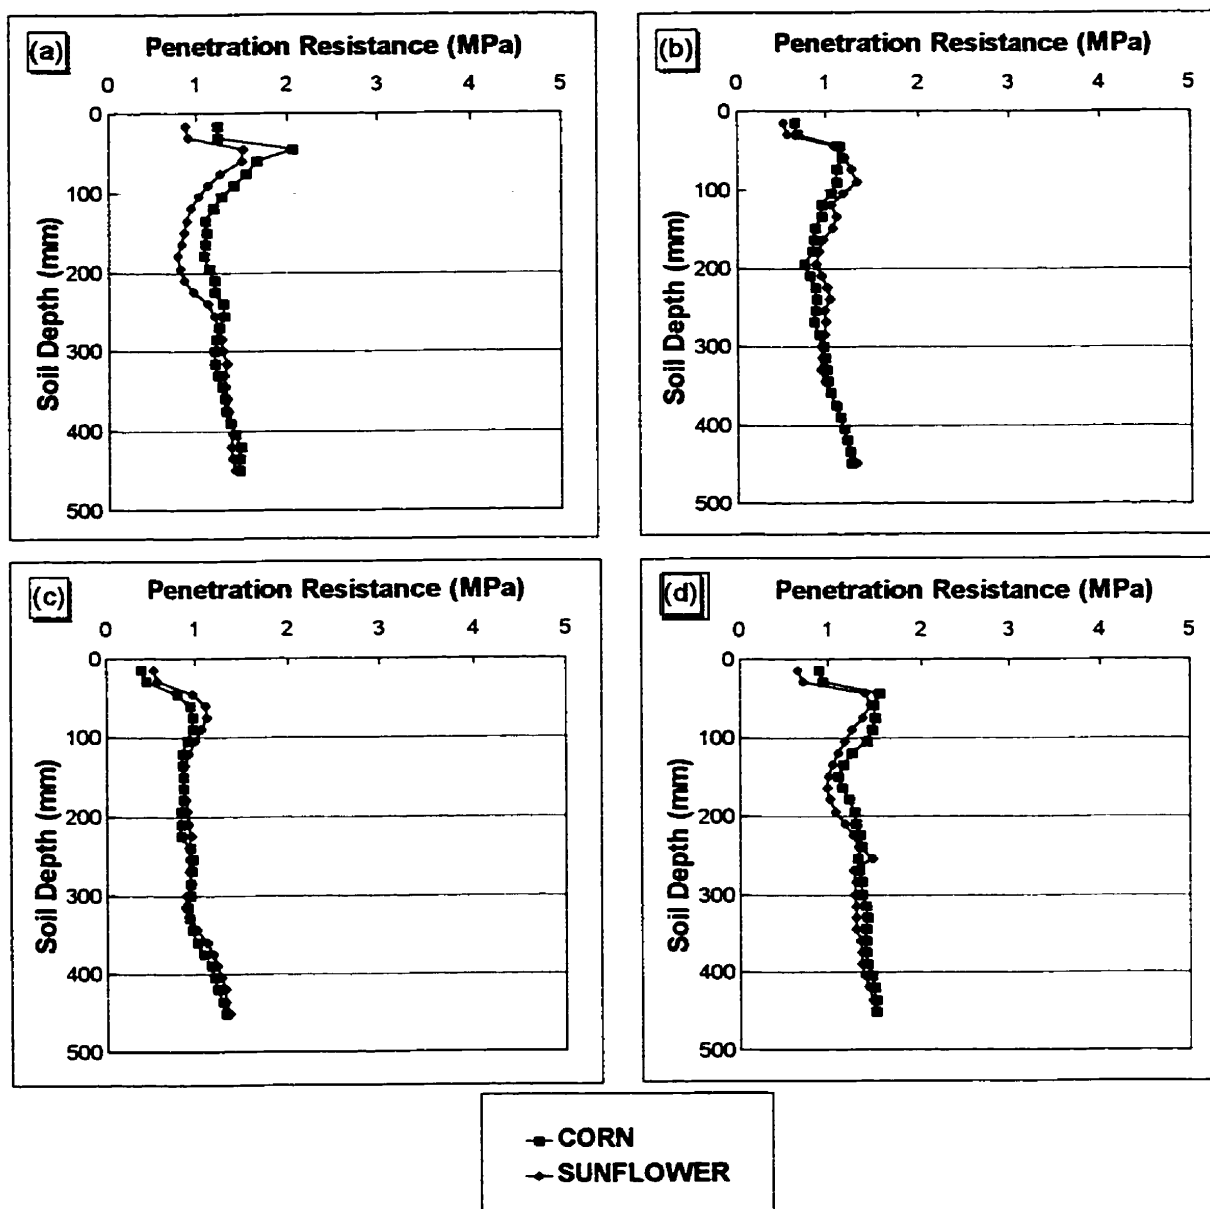 (a) Penetration Resistance (MPa)
0 1 2 3 4 5
0
100
200
300
400
500
Soil Depth (mm)
(b) Penetration Resistance (MPa)
0 1 2 3 4 5
0
100
200
300
400
500
Soil Depth (mm)
(c) Penetration Resistance (MPa)
0 1 2 3 4 5
0
100
200
300
400
500
Soil Depth (mm)
(d) Penetration Resistance (MPa)
0 1 2 3 4 5
0
100
200
300
400
500
Soil Depth (mm)
CORN
SUNFLOWER